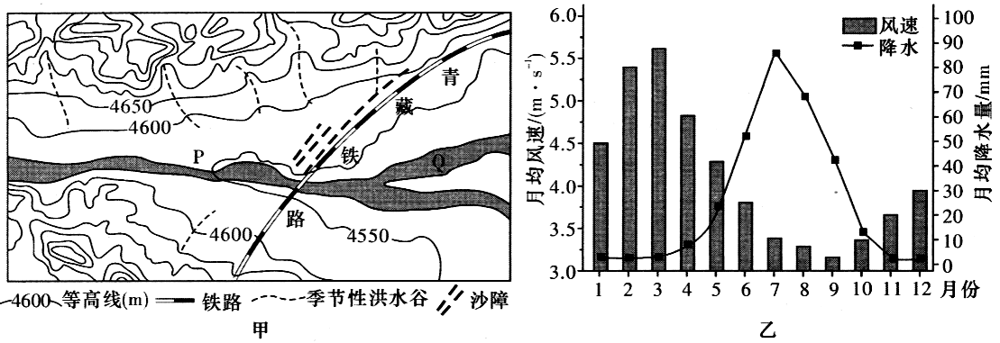 4650
4600
P
Q
青
藏
铁
路
4600
4550
4600 等高线(m) 铁路 季节性洪水谷 沙障
甲
月均风速/(m·s⁻¹)
6.0
5.5
5.0
4.5
4.0
3.5
3.0
风速
降水
100
90
80
70
60
50
40
30
20
10
0
月均降水量/mm
1 2 3 4 5 6 7 8 9 10 11 12 月份
乙